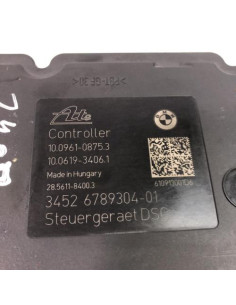 Ate
Controller
10.0961-0875.3
10.0619-3406.1
Made in Hungary
28.5611-8400.3
3452 6789304-01
Steuergeraet DSC